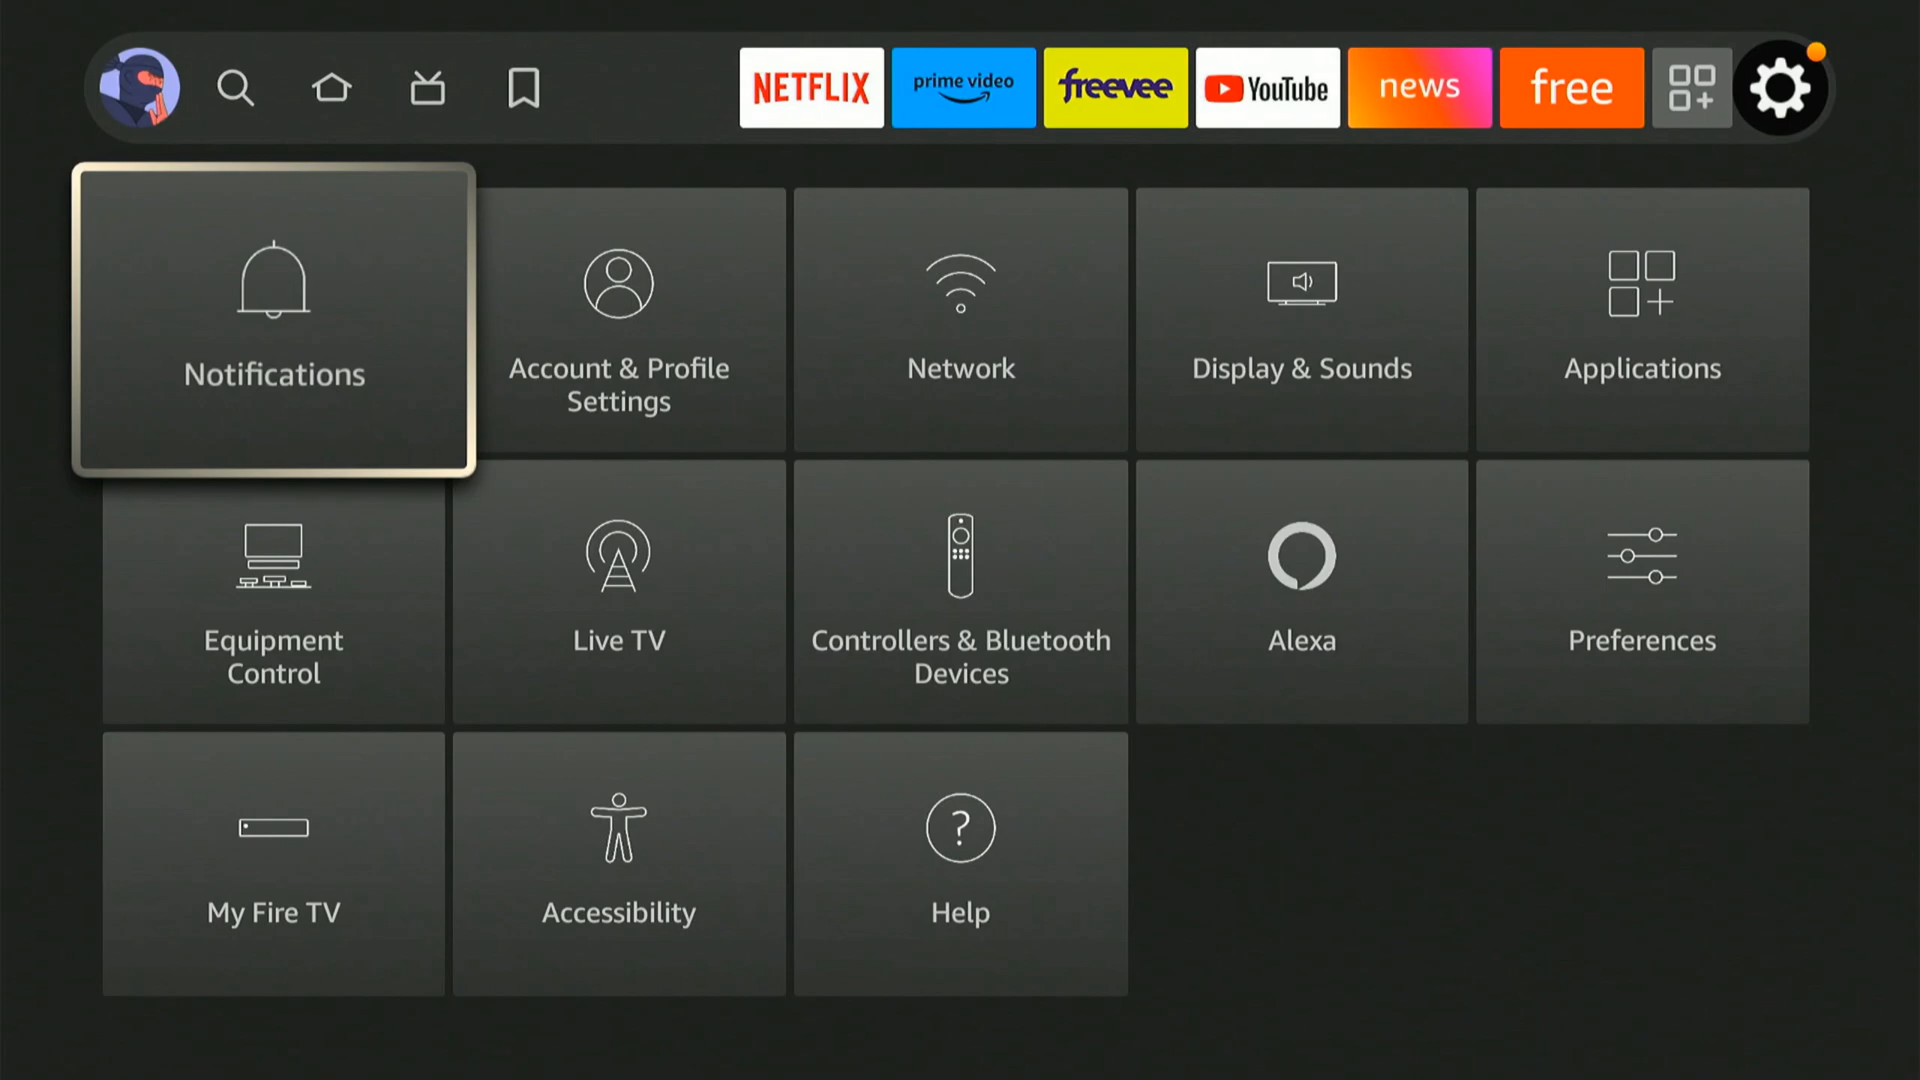 NETFLIX
prime video
freevee
YouTube
news
free
Notifications
Account & Profile
Settings
Network
Display & Sounds
Applications
Equipment
Control
Live TV
Controllers & Bluetooth
Devices
Alexa
Preferences
My Fire TV
Accessibility
Help